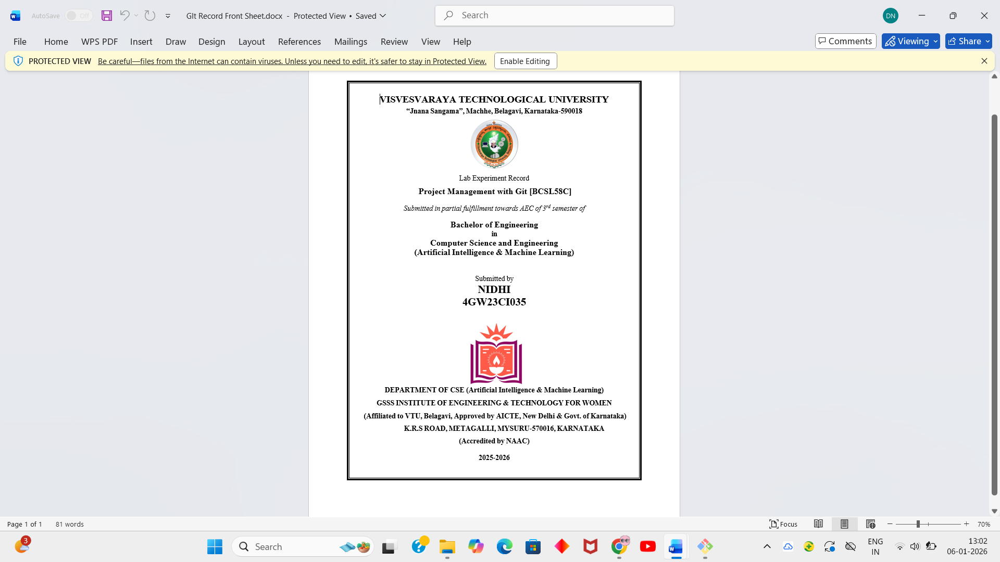 AutoSave Off GIt Record Front Sheet.docx - Protected View • Saved Search DN
File Home WPS PDF Insert Draw Design Layout References Mailings Review View Help Comments Viewing Share
PROTECTED VIEW Be careful—files from the Internet can contain viruses. Unless you need to edit, it's safer to stay in Protected View. Enable Editing
VISVESVARAYA TECHNOLOGICAL UNIVERSITY
“Jnana Sangama”, Machhe, Belagavi, Karnataka-590018
Lab Experiment Record
Project Management with Git [BCSL58C]
Submitted in partial fulfillment towards AEC of 3rd semester of
Bachelor of Engineering
in
Computer Science and Engineering
(Artificial Intelligence & Machine Learning)
Submitted by
NIDHI
4GW23CI035
DEPARTMENT OF CSE (Artificial Intelligence & Machine Learning)
GSSS INSTITUTE OF ENGINEERING & TECHNOLOGY FOR WOMEN
(Affiliated to VTU, Belagavi, Approved by AICTE, New Delhi & Govt. of Karnataka)
K.R.S ROAD, METAGALLI, MYSURU-570016, KARNATAKA
(Accredited by NAAC)
2025-2026
Page 1 of 1 81 words Focus 70%
3 Search ENG 13:02
IN 06-01-2026